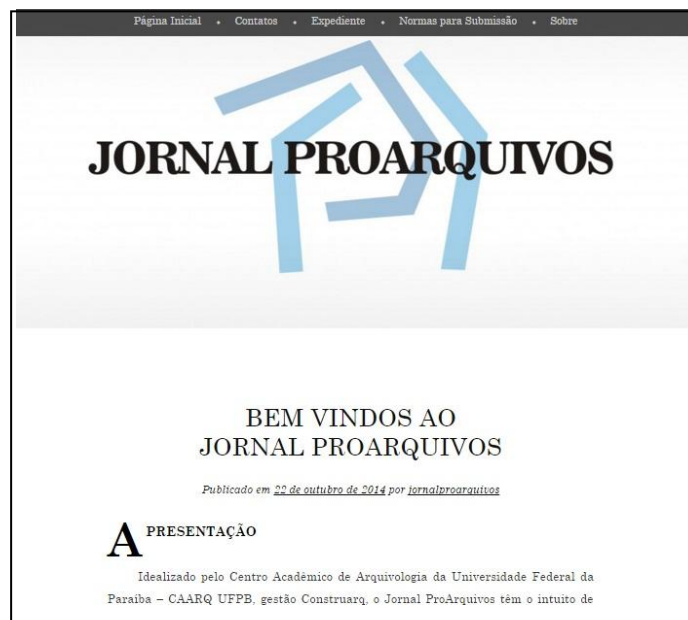 Página Inicial • Contatos • Expediente • Normas para Submissão • Sobre
JORNAL PROARQUIVOS
BEM VINDOS AO
JORNAL PROARQUIVOS
Publicado em 22 de outubro de 2014 por jornalproarquivos
APRESENTAÇÃO
Idealizado pelo Centro Acadêmico de Arquivologia da Universidade Federal da
Paraíba – CAARQ UFPB, gestão Construarq, o Jornal ProArquivos têm o intuito de